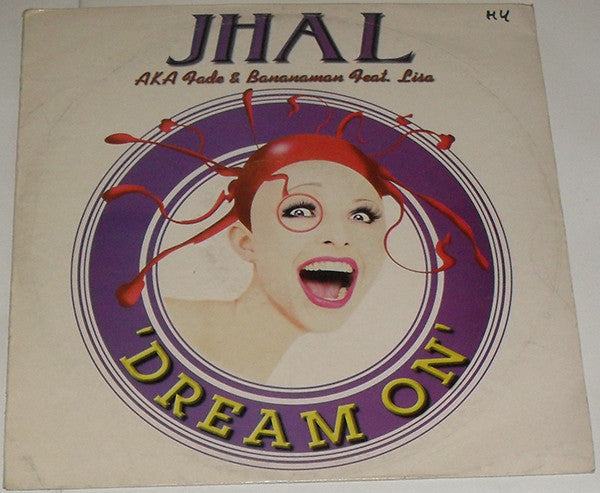 JHAL
H4
AKA Fade & Bananaman Feat. Lisa
'DREAM ON'